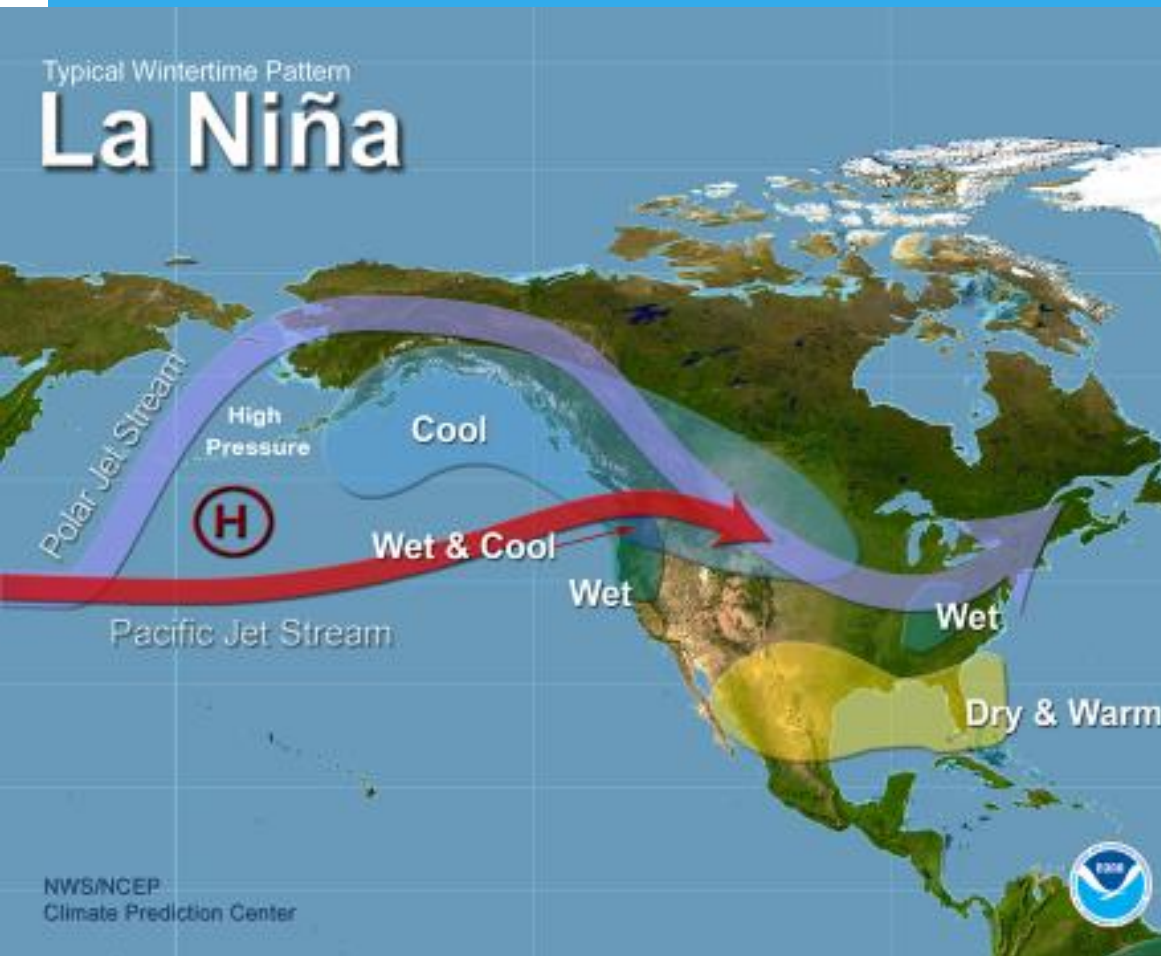 Typical Wintertime Pattern
La Niña
Polar Jet Stream
High
Pressure
H
Cool
Wet & Cool
Wet
Pacific Jet Stream
Wet
Dry & Warm
NWS/NCEP
Climate Prediction Center
NOAA